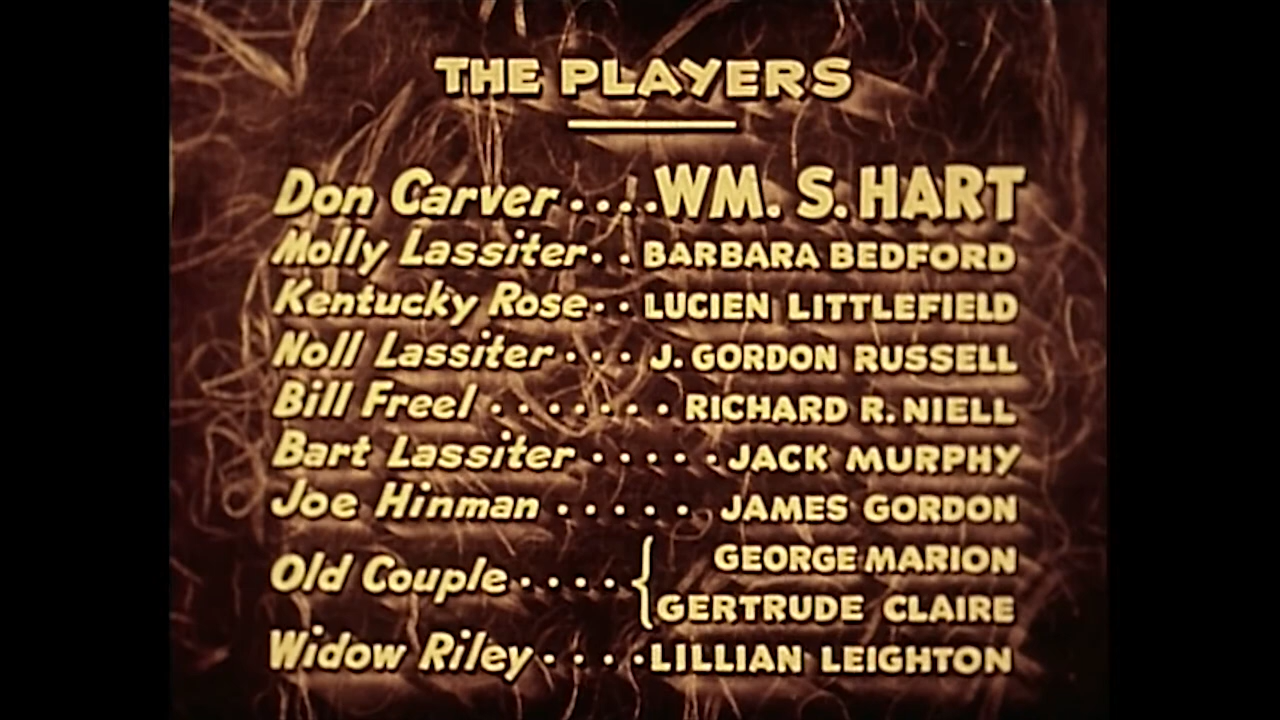 THE PLAYERS
Don Carver . . . . WM. S. HART
Molly Lassiter . . BARBARA BEDFORD
Kentucky Rose . . LUCIEN LITTLEFIELD
Noll Lassiter . . . J. GORDON RUSSELL
Bill Freel . . . . . . . RICHARD R. NIELL
Bart Lassiter . . . . . JACK MURPHY
Joe Hinman . . . . . JAMES GORDON
Old Couple . . . . { GEORGE MARION
GERTRUDE CLAIRE
Widow Riley . . . . LILLIAN LEIGHTON